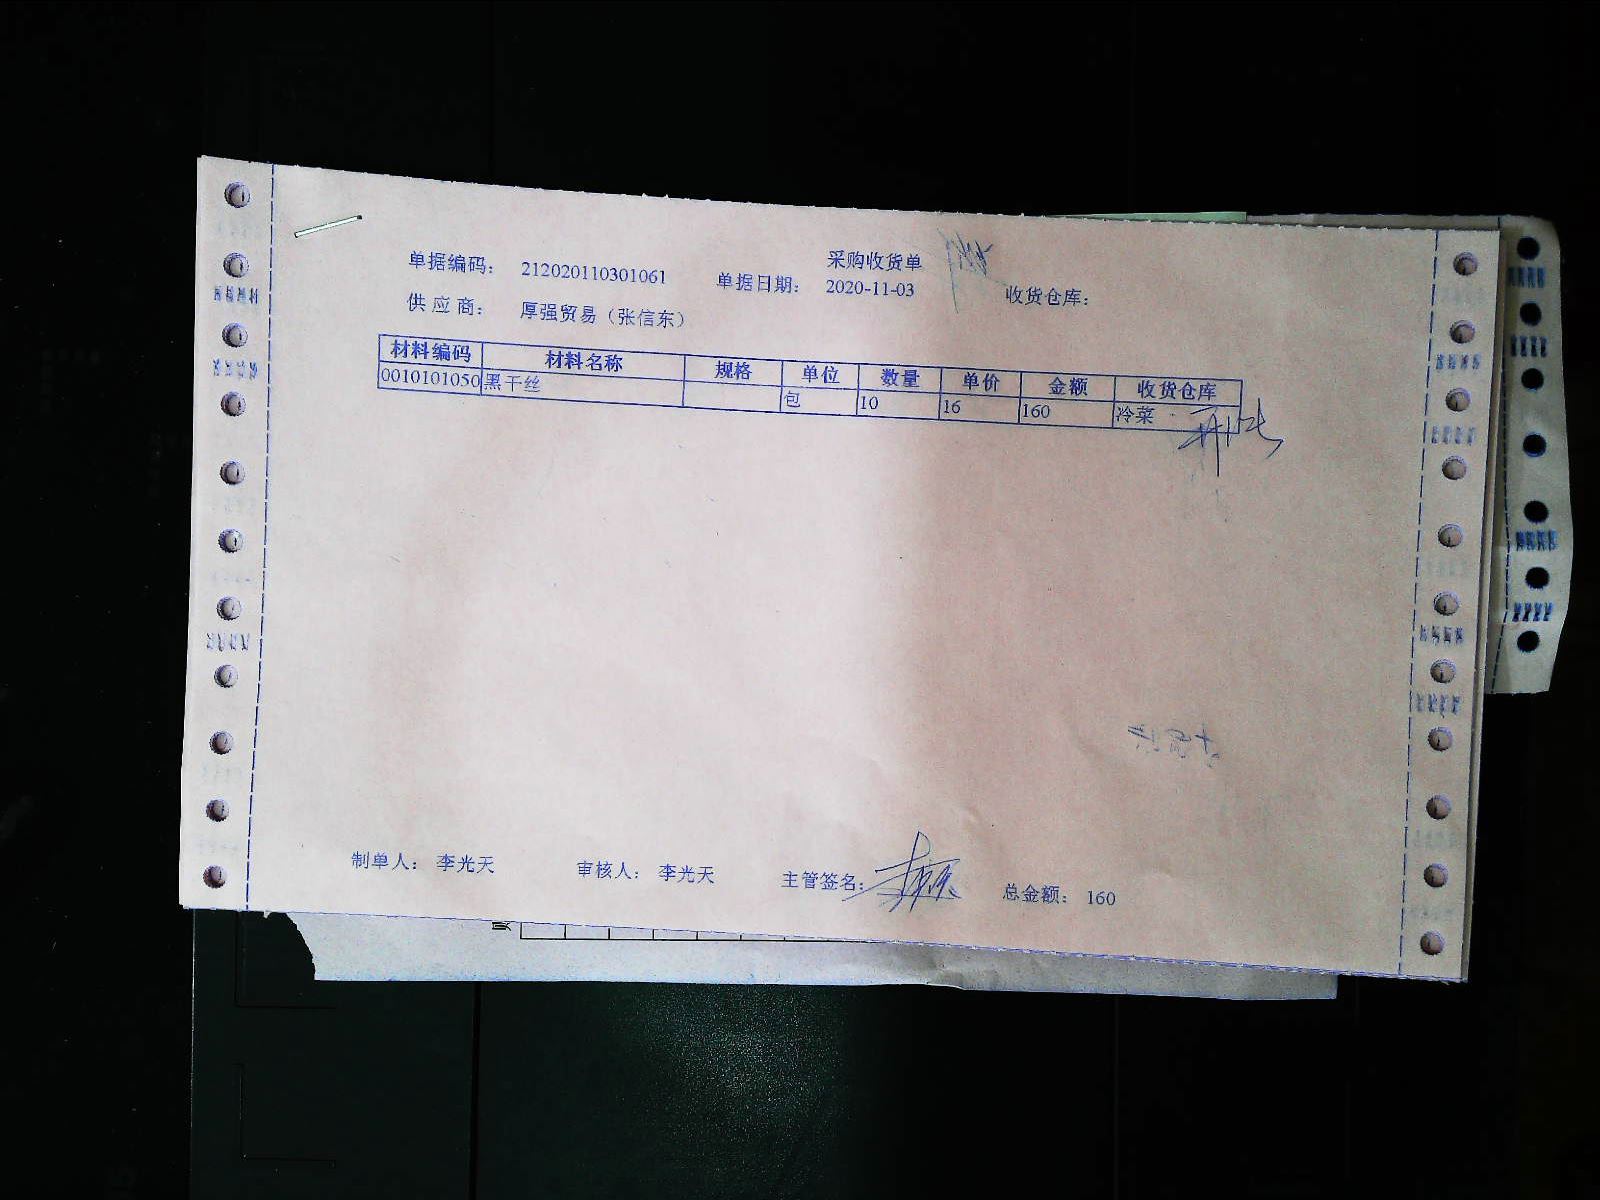 采购收货单
单据编码： 212020110301061 单据日期： 2020-11-03 收货仓库：
供 应 商： 厚强贸易（张信东）
材料编码 材料名称 规格 单位 数量 单价 金额 收货仓库
0010101050 黑干丝 包 10 16 160 冷菜
制单人： 李光天 审核人： 李光天 主管签名： 总金额： 160